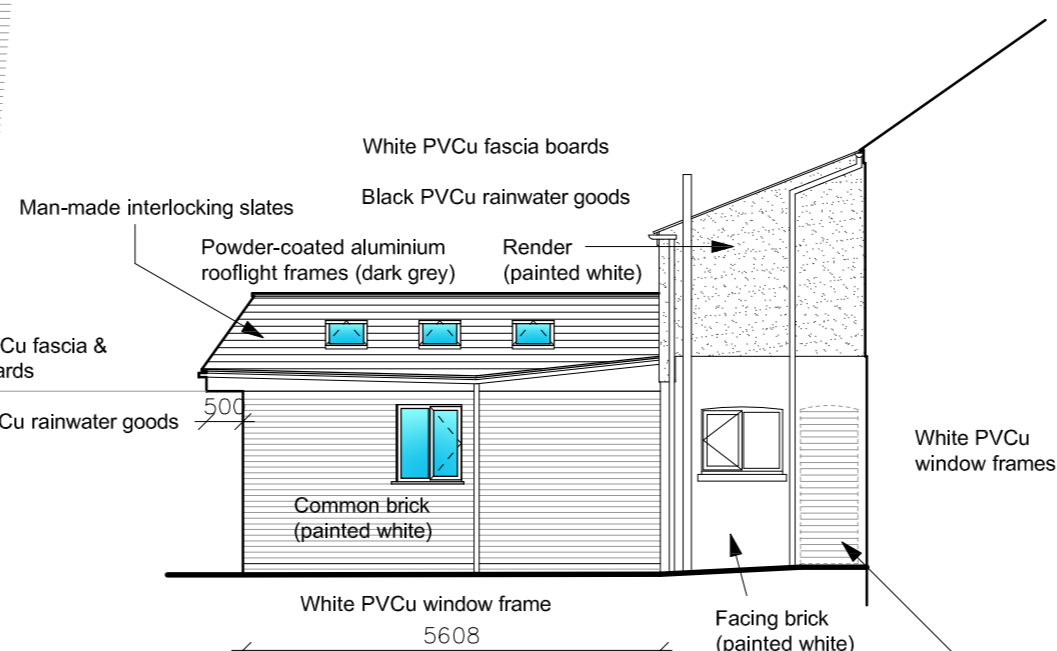 White PVCu fascia boards
Black PVCu rainwater goods
Man-made interlocking slates
Powder-coated aluminium
rooflight frames (dark grey)
Render
(painted white)
Cu fascia &
ards
500
Cu rainwater goods
White PVCu
window frames
Common brick
(painted white)
White PVCu window frame
5608
Facing brick
(painted white)